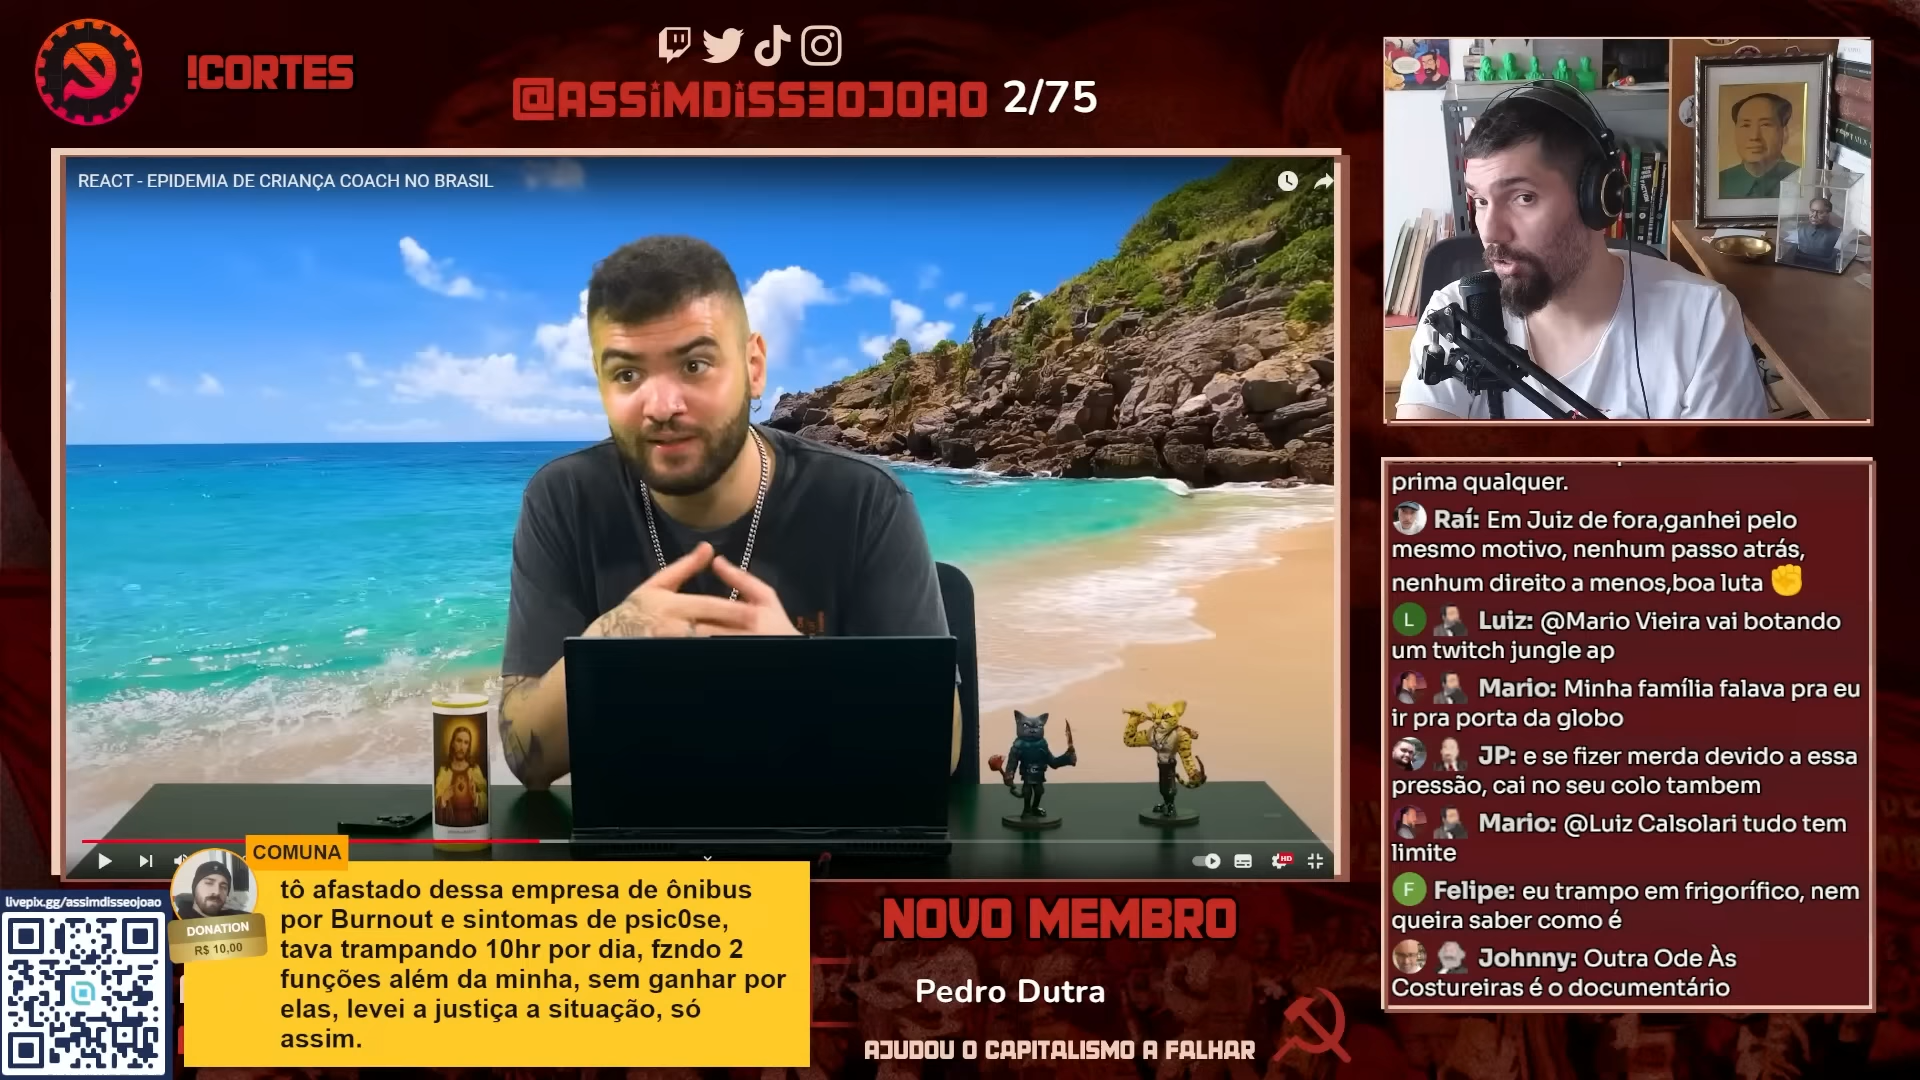 !CORTES
@ASSIMDISSEOJOAO 2/75
REACT - EPIDEMIA DE CRIANÇA COACH NO BRASIL
prima qualquer.
Raí: Em Juiz de fora,ganhei pelo
mesmo motivo, nenhum passo atrás,
nenhum direito a menos,boa luta ✊
Luiz: @Mario Vieira vai botando
um twitch jungle ap
Mario: Minha família falava pra eu
ir pra porta da globo
JP: e se fizer merda devido a essa
pressão, cai no seu colo tambem
Mario: @Luiz Calsolari tudo tem
limite
Felipe: eu trampo em frigorífico, nem
queira saber como é
Johnny: Outra Ode Às
Costureiras é o documentário
HD
COMUNA
DONATION
R$ 10,00
tô afastado dessa empresa de ônibus
por Burnout e sintomas de psic0se,
tava trampando 10hr por dia, fzndo 2
funções além da minha, sem ganhar por
elas, levei a justiça a situação, só
assim.
livepix.gg/assimdisseojoao
NOVO MEMBRO
Pedro Dutra
AJUDOU O CAPITALISMO A FALHAR